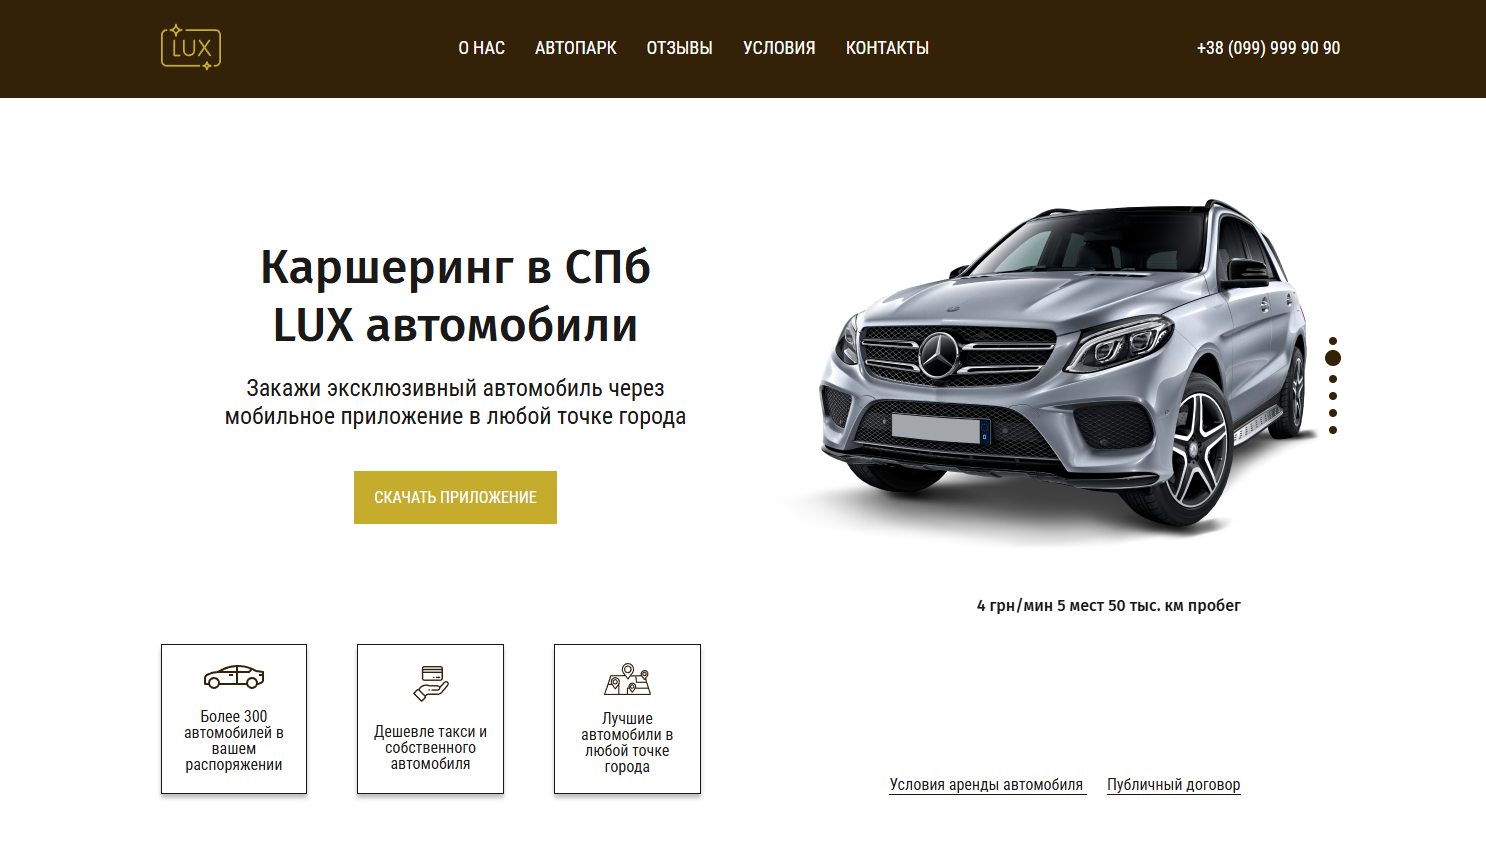 LUX
О НАС
АВТОПАРК
ОТЗЫВЫ
УСЛОВИЯ
КОНТАКТЫ
+38 (099) 999 90 90
Каршеринг в СПб
LUX автомобили
Закажи эксклюзивный автомобиль через
мобильное приложение в любой точке города
СКАЧАТЬ ПРИЛОЖЕНИЕ
4 грн/мин 5 мест 50 тыс. км пробег
Более 300
автомобилей в
вашем
распоряжении
Дешевле такси и
собственного
автомобиля
Лучшие
автомобили в
любой точке
города
Условия аренды автомобиля
Публичный договор